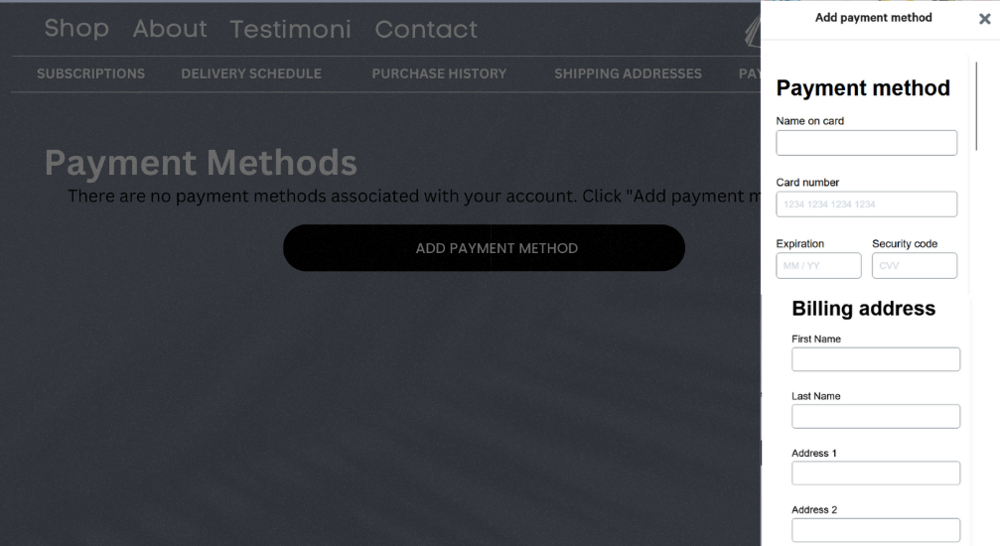 Shop About Testimoni Contact
SUBSCRIPTIONS DELIVERY SCHEDULE PURCHASE HISTORY SHIPPING ADDRESSES PAY
Payment Methods
There are no payment methods associated with your account. Click "Add payment m
ADD PAYMENT METHOD
Add payment method
Payment method
Name on card
Card number
1234 1234 1234 1234
Expiration Security code
MM / YY CVV
Billing address
First Name
Last Name
Address 1
Address 2